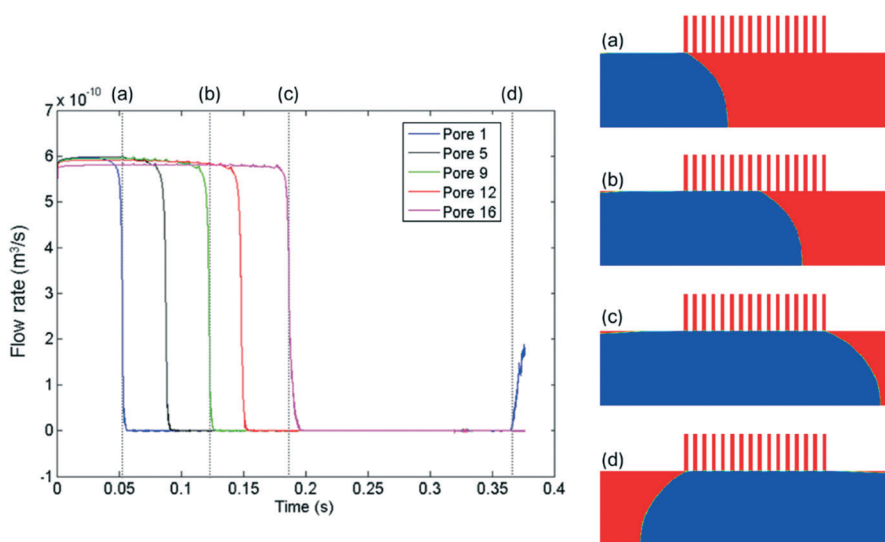 × 10⁻¹⁰
(a)
(b)
(c)
(d)
7
6
5
4
3
2
1
0
-1
Flow rate (m³/s)
Pore 1
Pore 5
Pore 9
Pore 12
Pore 16
0
0.05
0.1
0.15
0.2
0.25
0.3
0.35
0.4
Time (s)
(a)
(b)
(c)
(d)